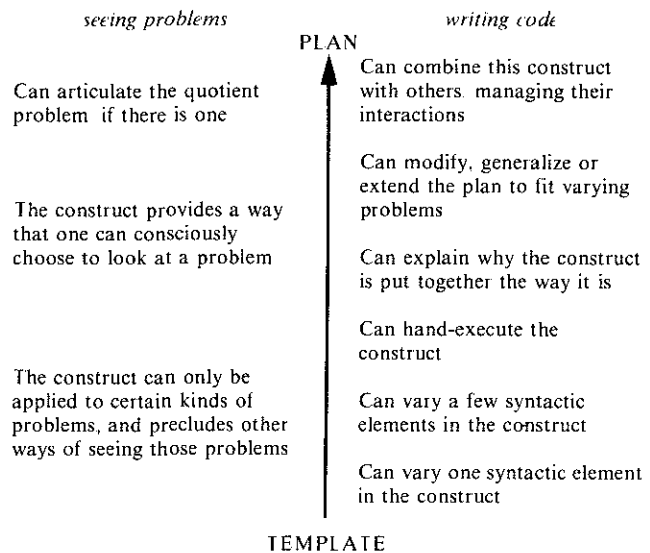 seeing problems
writing code
PLAN
Can articulate the quotient
problem if there is one
The construct provides a way
that one can consciously
choose to look at a problem
The construct can only be
applied to certain kinds of
problems, and precludes other
ways of seeing those problems
Can combine this construct
with others managing their
interactions
Can modify, generalize or
extend the plan to fit varying
problems
Can explain why the construct
is put together the way it is
Can hand-execute the
construct
Can vary a few syntactic
elements in the construct
Can vary one syntactic element
in the construct
TEMPLATE